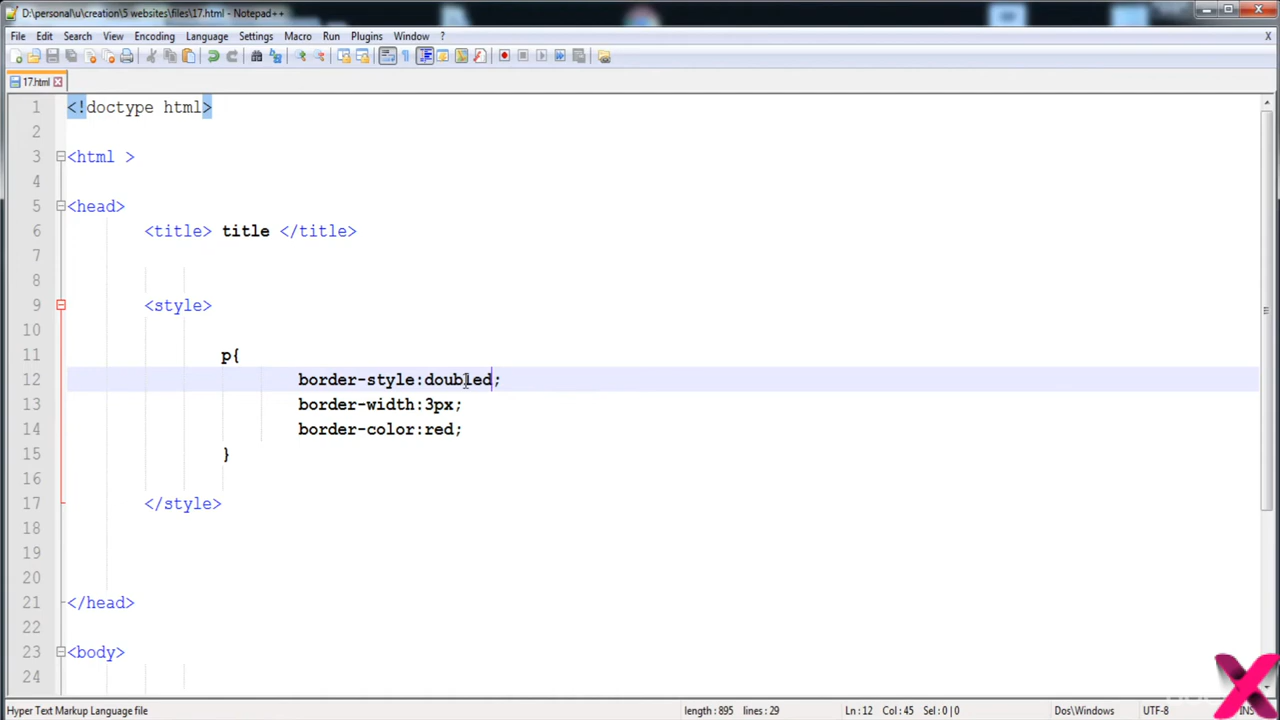 D:\personal\u\creation\5 websites\files\17.html - Notepad++
File Edit Search View Encoding Language Settings Macro Run Plugins Window ? X
17.html
1 <!doctype html>
2
3 <html >
4
5 <head>
6 <title> title </title>
7
8
9 <style>
10
11 p{
12 border-style:doubled;
13 border-width:3px;
14 border-color:red;
15 }
16
17 </style>
18
19
20
21 </head>
22
23 <body>
24
Hyper Text Markup Language file length:895 lines:29 Ln:12 Col:45 Sel:0|0 Dos\Windows UTF-8 INS